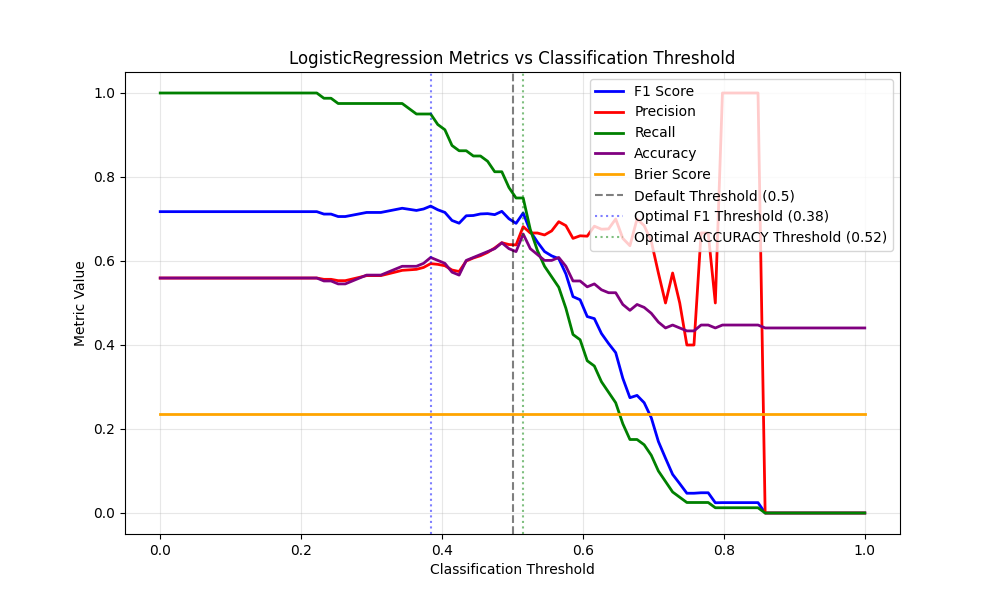 LogisticRegression Metrics vs Classification Threshold
F1 Score
Precision
Recall
Accuracy
Brier Score
Default Threshold (0.5)
Optimal F1 Threshold (0.38)
Optimal ACCURACY Threshold (0.52)
Metric Value
1.0
0.8
0.6
0.4
0.2
0.0
0.0 0.2 0.4 0.6 0.8 1.0
Classification Threshold